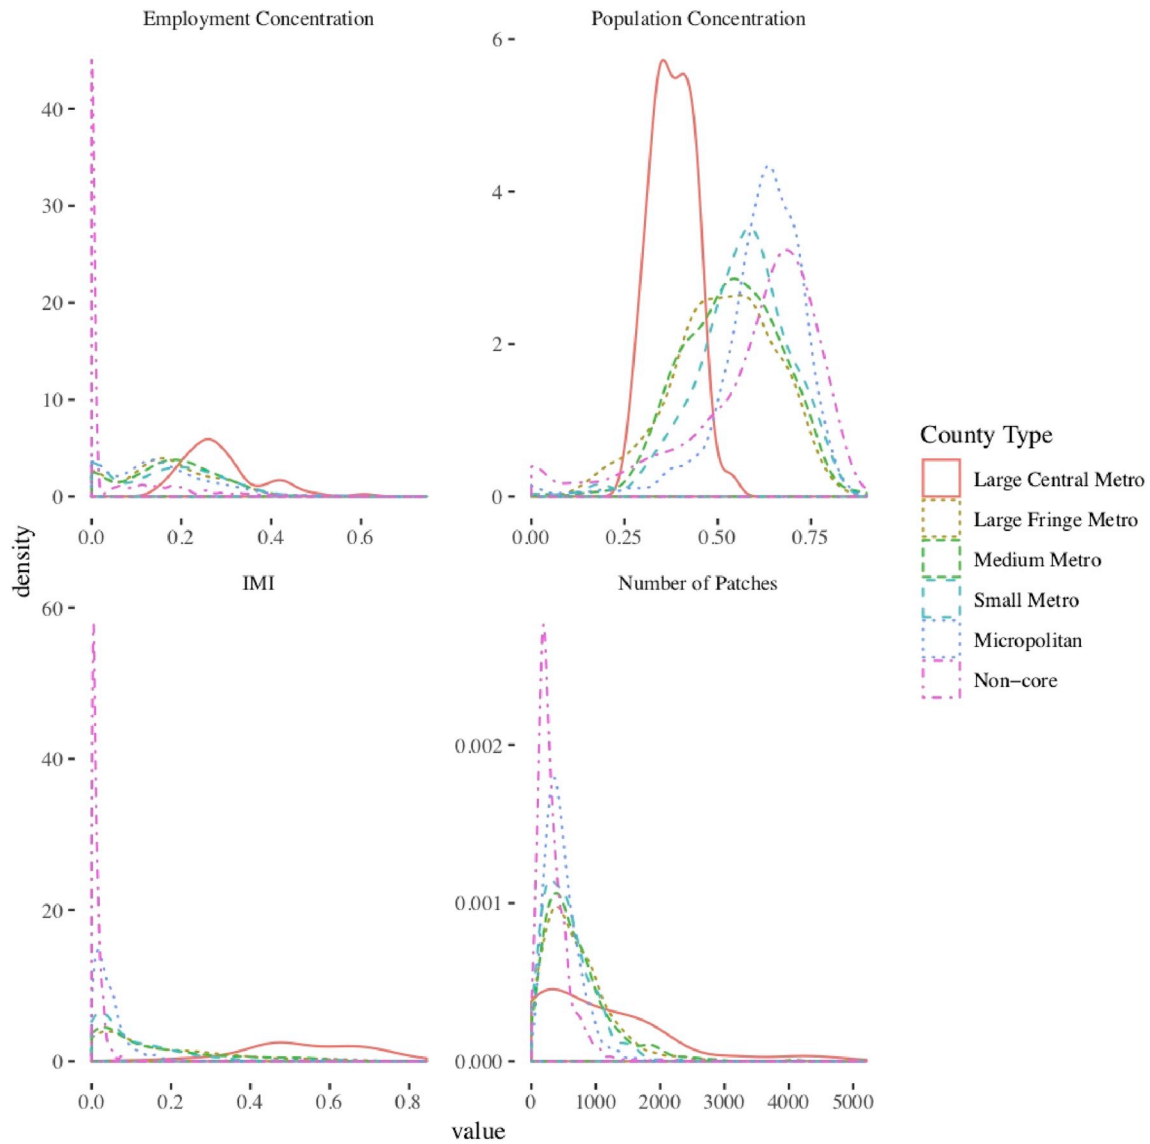 Employment Concentration
Population Concentration
40
30
20
10
0
0.0 0.2 0.4 0.6
6
4
2
0
0.00 0.25 0.50 0.75
density
IMI
Number of Patches
60
40
20
0
0.0 0.2 0.4 0.6 0.8
0.002
0.001
0.000
0 1000 2000 3000 4000 5000
value
County Type
Large Central Metro
Large Fringe Metro
Medium Metro
Small Metro
Micropolitan
Non−core